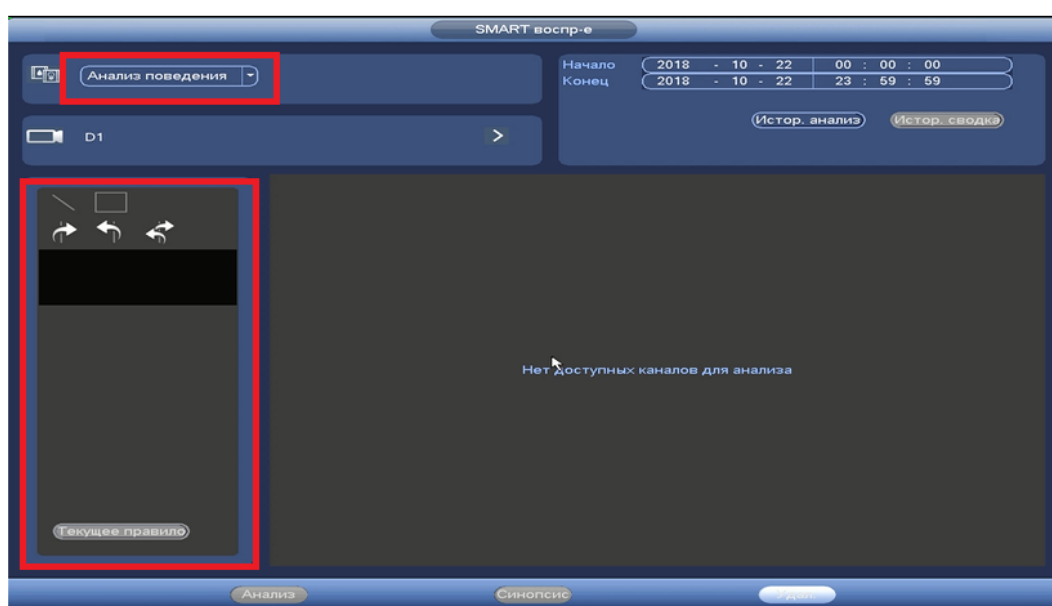 SMART воспр-е
Анализ поведения
Начало 2018 - 10 - 22 00 : 00 : 00
Конец 2018 - 10 - 22 23 : 59 : 59
Истор. анализ Истор. сводка
D1 >
Нет доступных каналов для анализа
Текущее правило
Анализ Синопсис Удал.